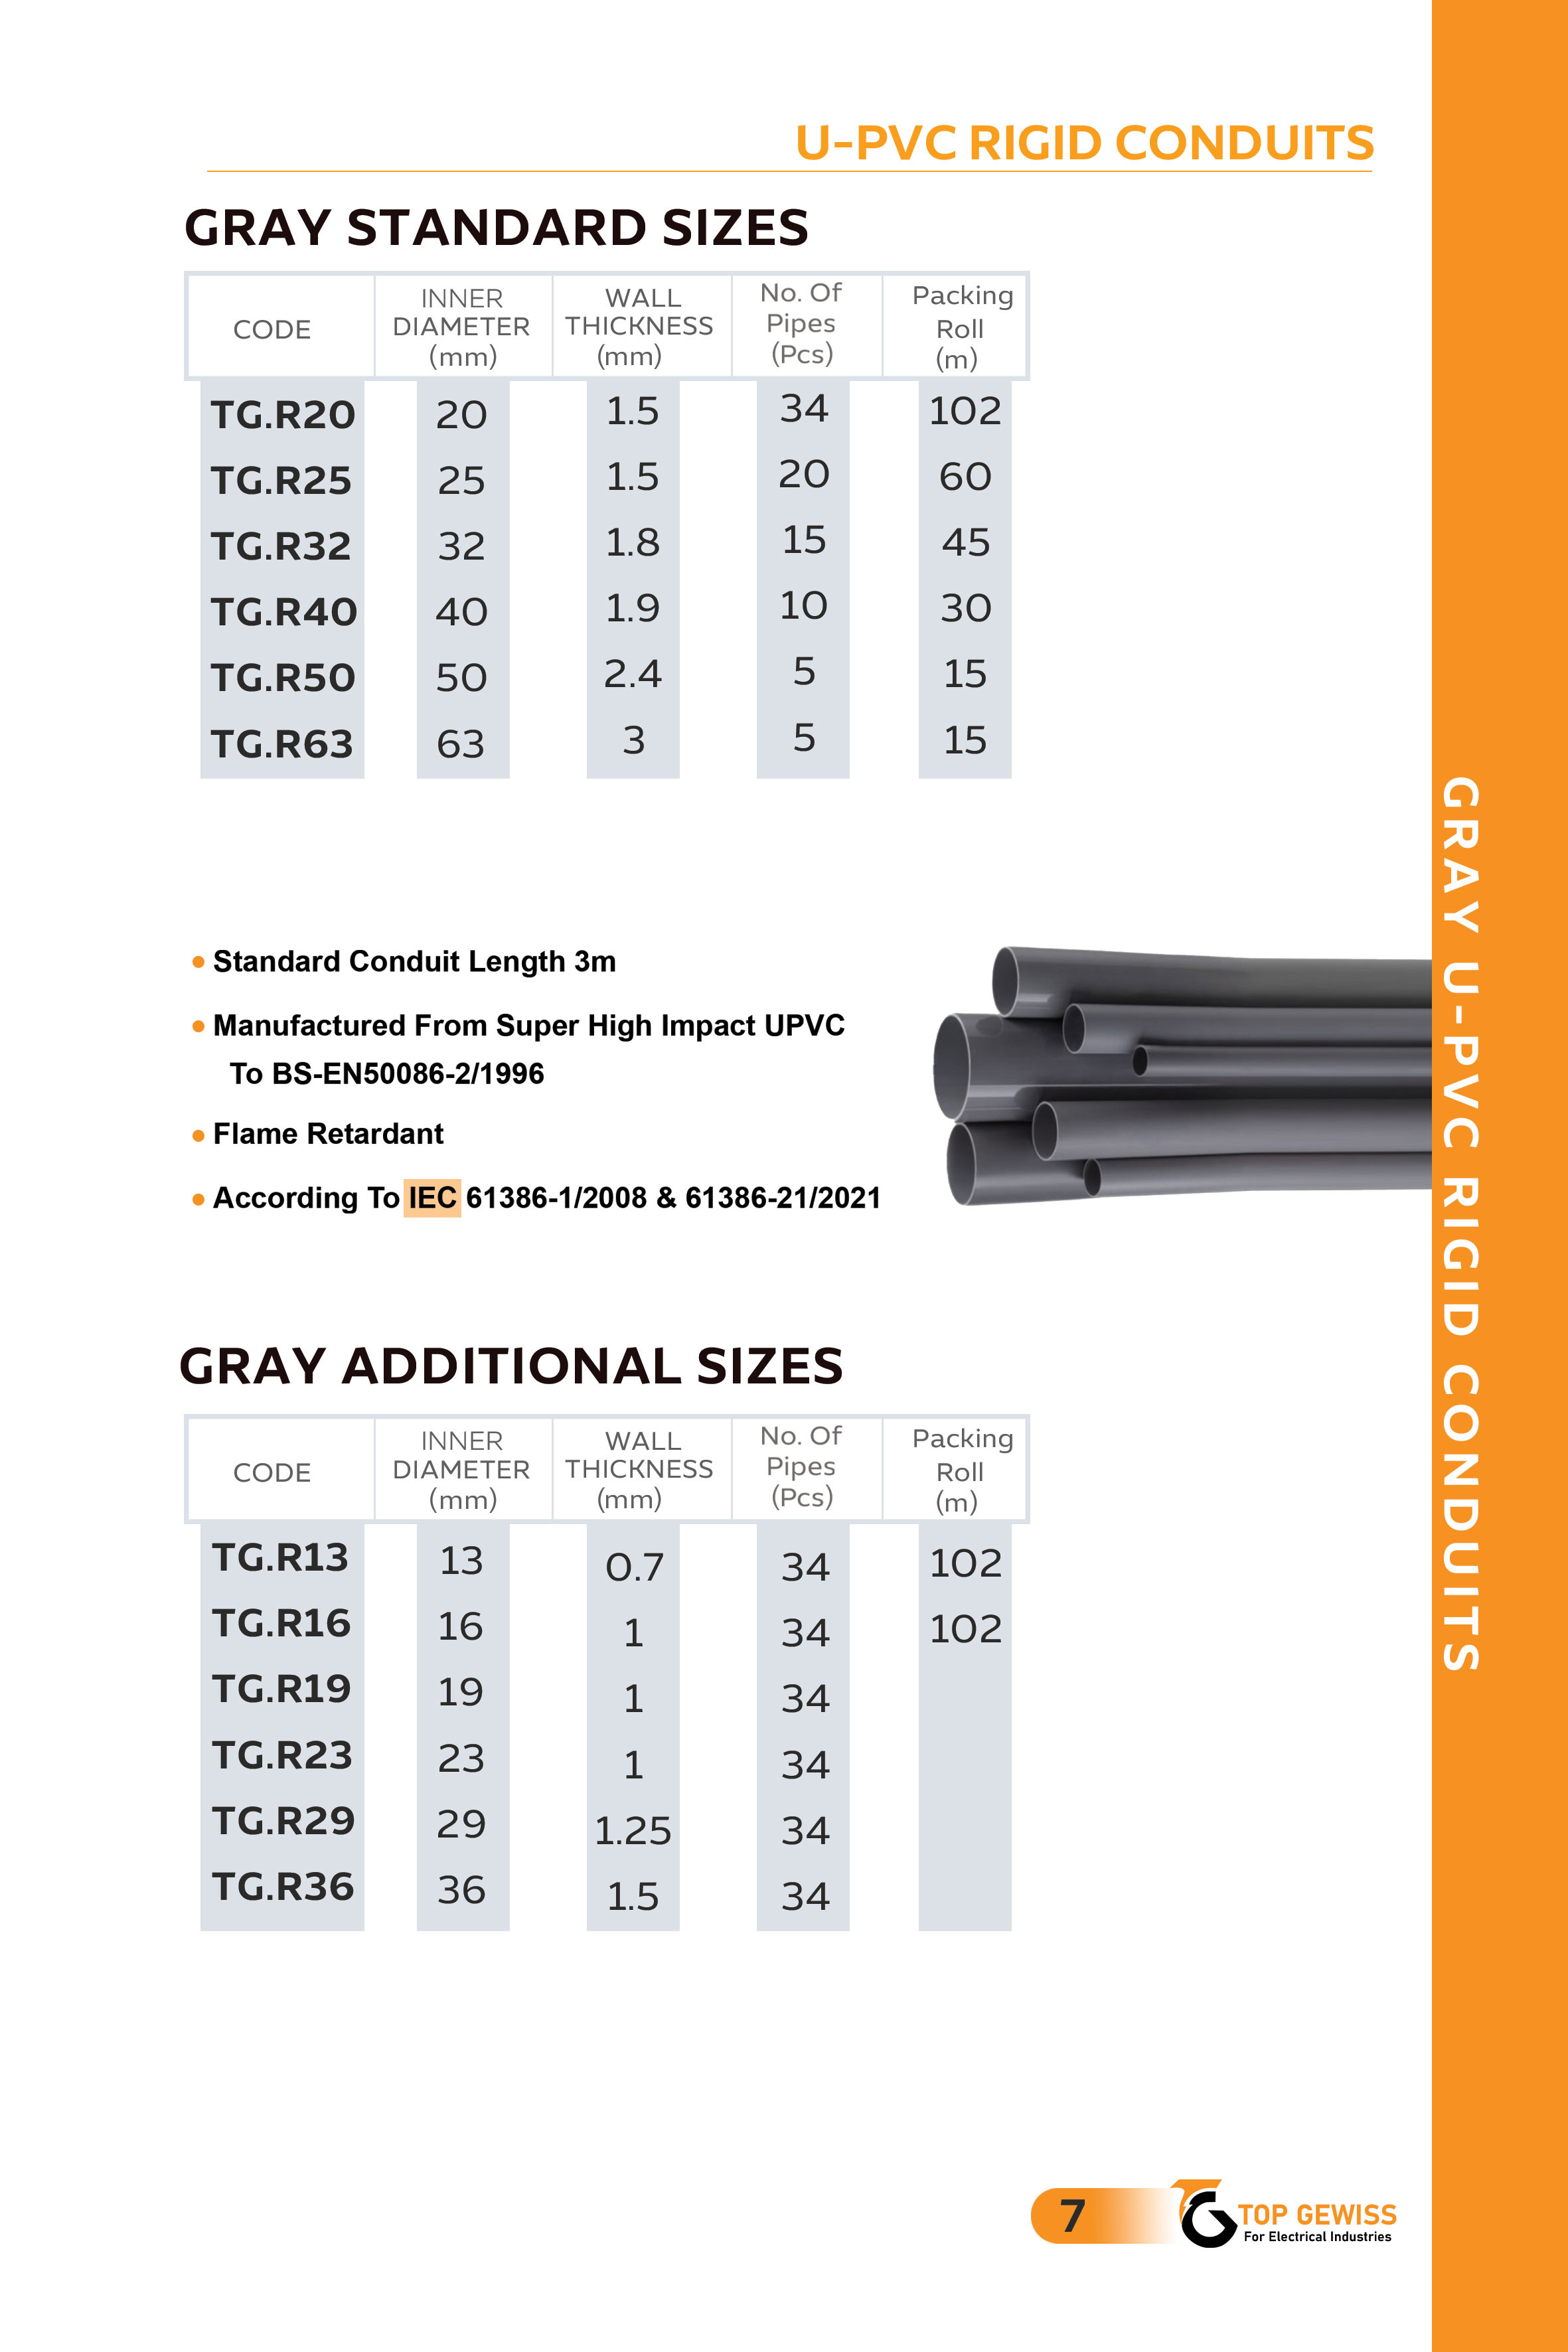 U-PVC RIGID CONDUITS
GRAY STANDARD SIZES
CODE
INNER
DIAMETER
(mm)
WALL
THICKNESS
(mm)
No. Of
Pipes
(Pcs)
Packing
Roll
(m)
TG.R20 20 1.5 34 102
TG.R25 25 1.5 20 60
TG.R32 32 1.8 15 45
TG.R40 40 1.9 10 30
TG.R50 50 2.4 5 15
TG.R63 63 3 5 15
• Standard Conduit Length 3m
• Manufactured From Super High Impact UPVC
To BS-EN50086-2/1996
• Flame Retardant
• According To IEC 61386-1/2008 & 61386-21/2021
GRAY ADDITIONAL SIZES
CODE
INNER
DIAMETER
(mm)
WALL
THICKNESS
(mm)
No. Of
Pipes
(Pcs)
Packing
Roll
(m)
TG.R13 13 0.7 34 102
TG.R16 16 1 34 102
TG.R19 19 1 34
TG.R23 23 1 34
TG.R29 29 1.25 34
TG.R36 36 1.5 34
GRAY U-PVC RIGID CONDUITS
7
TOP GEWISS
For Electrical Industries